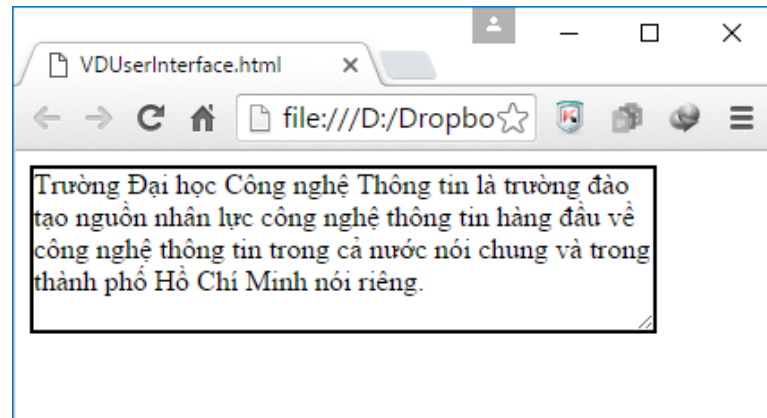 VDUserInterface.html
file:///D:/Dropbo
Trường Đại học Công nghệ Thông tin là trường đào
tạo nguồn nhân lực công nghệ thông tin hàng đầu về
công nghệ thông tin trong cả nước nói chung và trong
thành phố Hồ Chí Minh nói riêng.